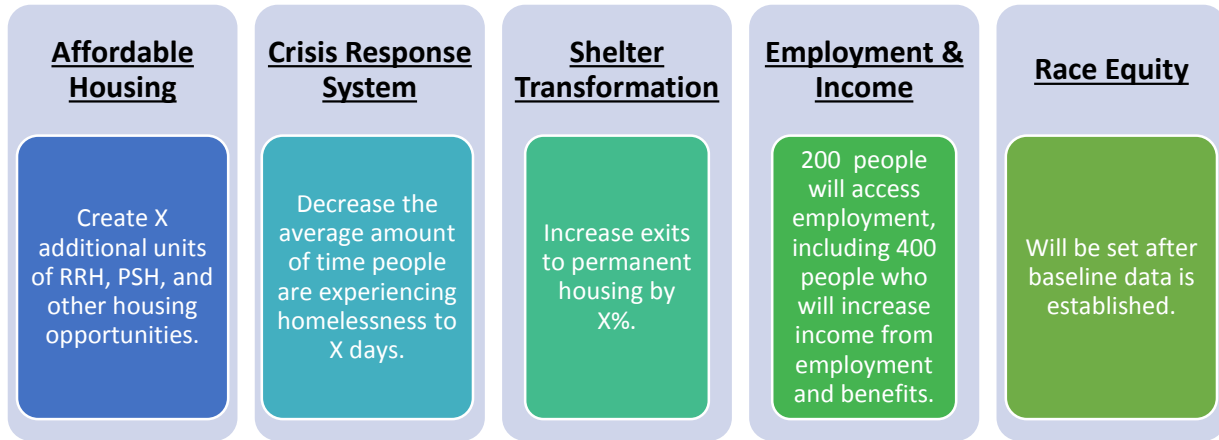 Affordable
Housing
Create X
additional units
of RRH, PSH, and
other housing
opportunities.
Crisis Response
System
Decrease the
average amount
of time people
are experiencing
homelessness to
X days.
Shelter
Transformation
Increase exits
to permanent
housing by
X%.
Employment &
Income
200 people
will access
employment,
including 400
people who
will increase
income from
employment
and benefits.
Race Equity
Will be set after
baseline data is
established.